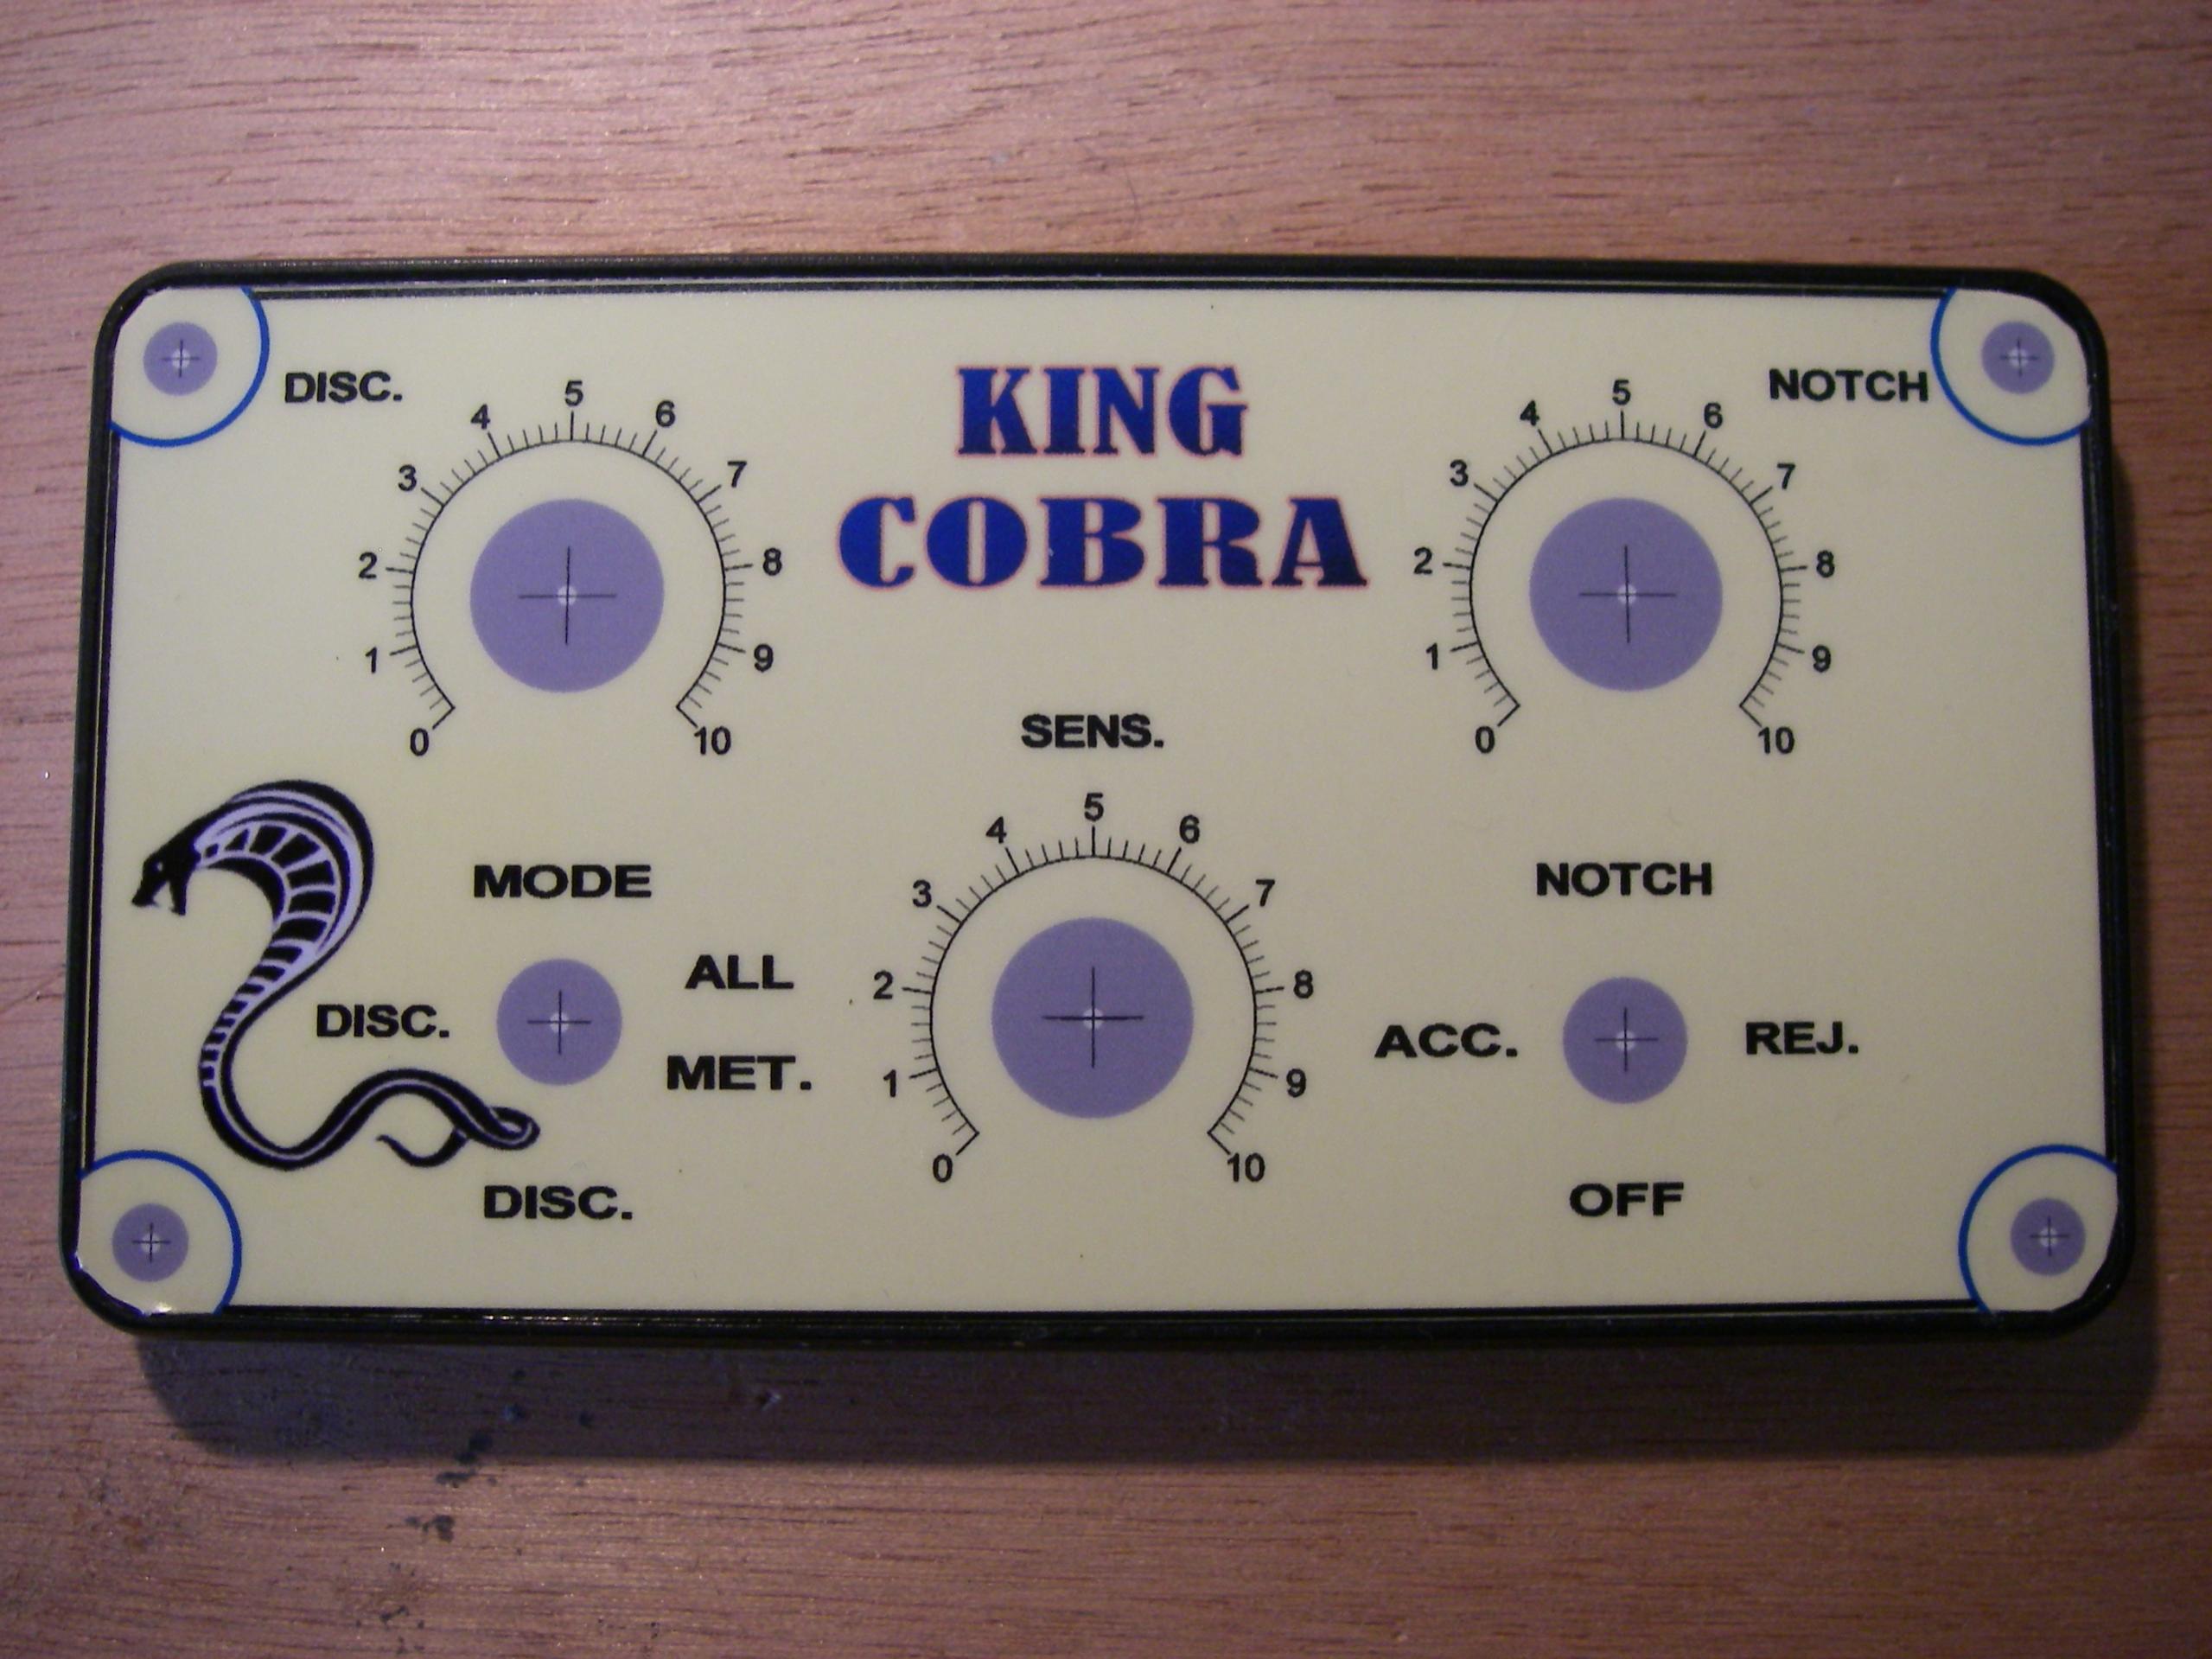 DISC.
0 1 2 3 4 5 6 7 8 9 10
KING
COBRA
NOTCH
0 1 2 3 4 5 6 7 8 9 10
SENS.
0 1 2 3 4 5 6 7 8 9 10
MODE
DISC.
ALL
MET.
DISC.
NOTCH
ACC.
REJ.
OFF